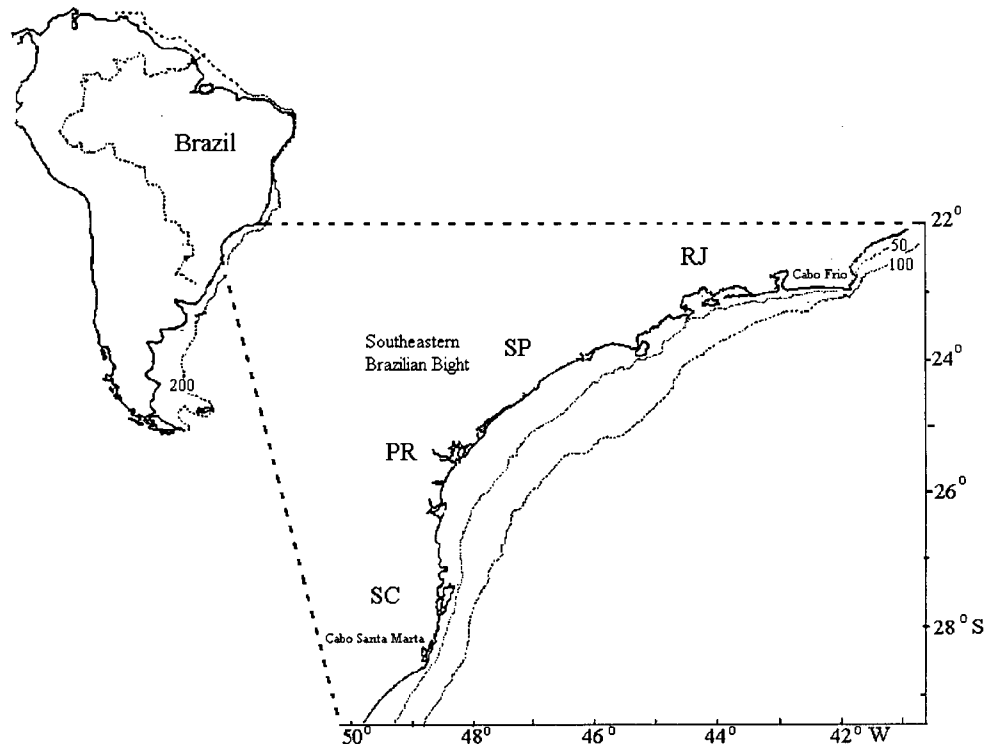 Brazil
200
22°
50
100
RJ
Cabo Frio
Southeastern
Brazilian Bight
SP
24°
PR
26°
SC
Cabo Santa Marta
28° S
50°
48°
46°
44°
42° W